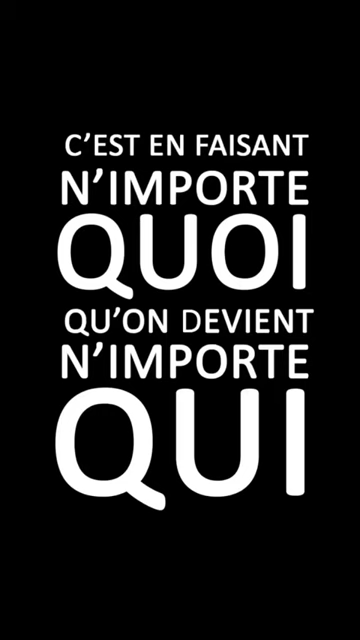 C’EST EN FAISANT
N’IMPORTE
QUOI
QU’ON DEVIENT
N’IMPORTE
QUI